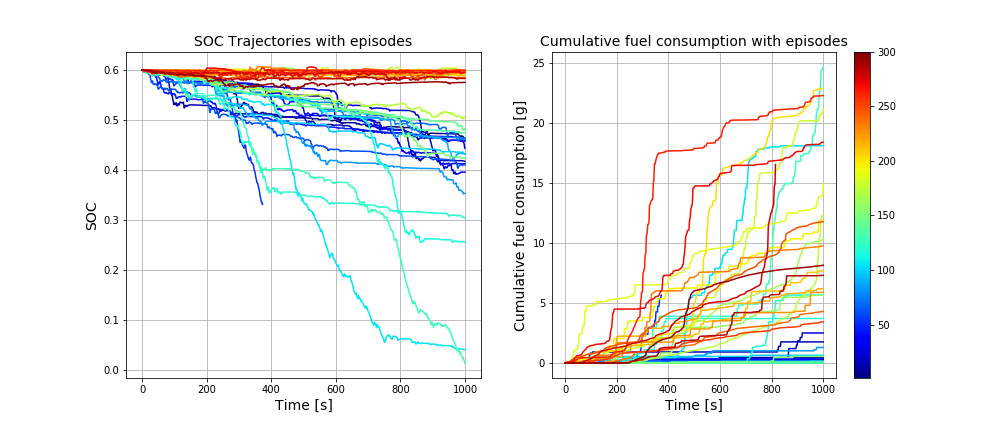 SOC Trajectories with episodes
0.6
0.5
0.4
0.3
0.2
0.1
0.0
SOC
0 200 400 600 800 1000
Time [s]
Cumulative fuel consumption with episodes
25
20
15
10
5
0
Cumulative fuel consumption [g]
0 200 400 600 800 1000
Time [s]
300
250
200
150
100
50